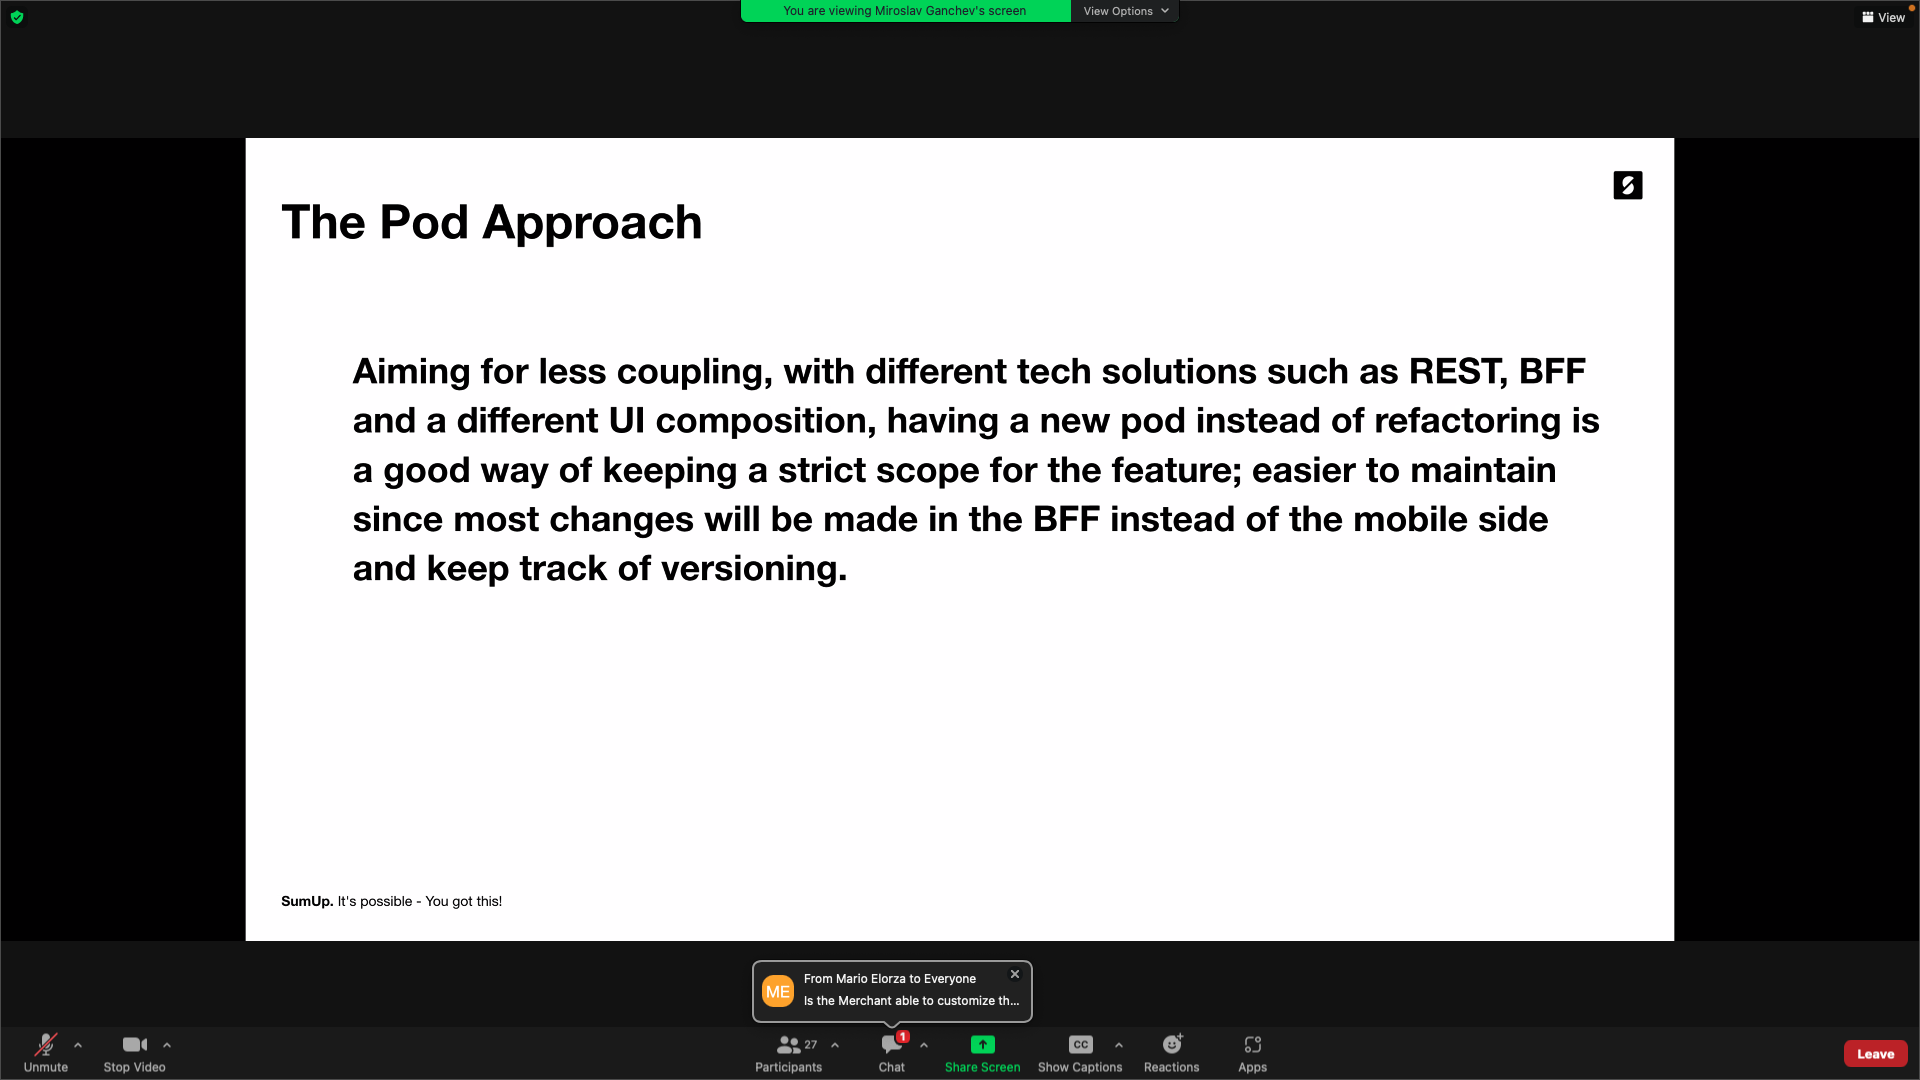 You are viewing Miroslav Ganchev's screen
View Options
View
The Pod Approach
Aiming for less coupling, with different tech solutions such as REST, BFF
and a different UI composition, having a new pod instead of refactoring is
a good way of keeping a strict scope for the feature; easier to maintain
since most changes will be made in the BFF instead of the mobile side
and keep track of versioning.
SumUp. It's possible - You got this!
ME
From Mario Elorza to Everyone
Is the Merchant able to customize th...
Unmute
Stop Video
27
Participants
1
Chat
Share Screen
CC
Show Captions
Reactions
Apps
Leave